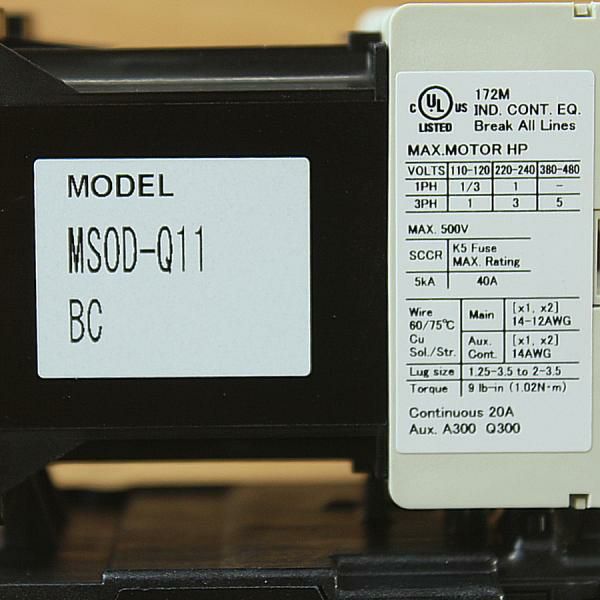 MODEL
MSOD-Q11
BC
C UL US LISTED
172M
IND. CONT. EQ.
Break All Lines
MAX.MOTOR HP
VOLTS 110-120 220-240 380-480
1PH 1/3 1 -
3PH 1 3 5
MAX. 500V
SCCR K5 Fuse
MAX. Rating
5kA 40A
Wire
60/75℃
Cu
Sol./Str.
Main [x1, x2]
14-12AWG
Aux.
Cont.
[x1, x2]
14AWG
Lug size 1.25-3.5 to 2-3.5
Torque 9 lb-in (1.02N·m)
Continuous 20A
Aux. A300 Q300